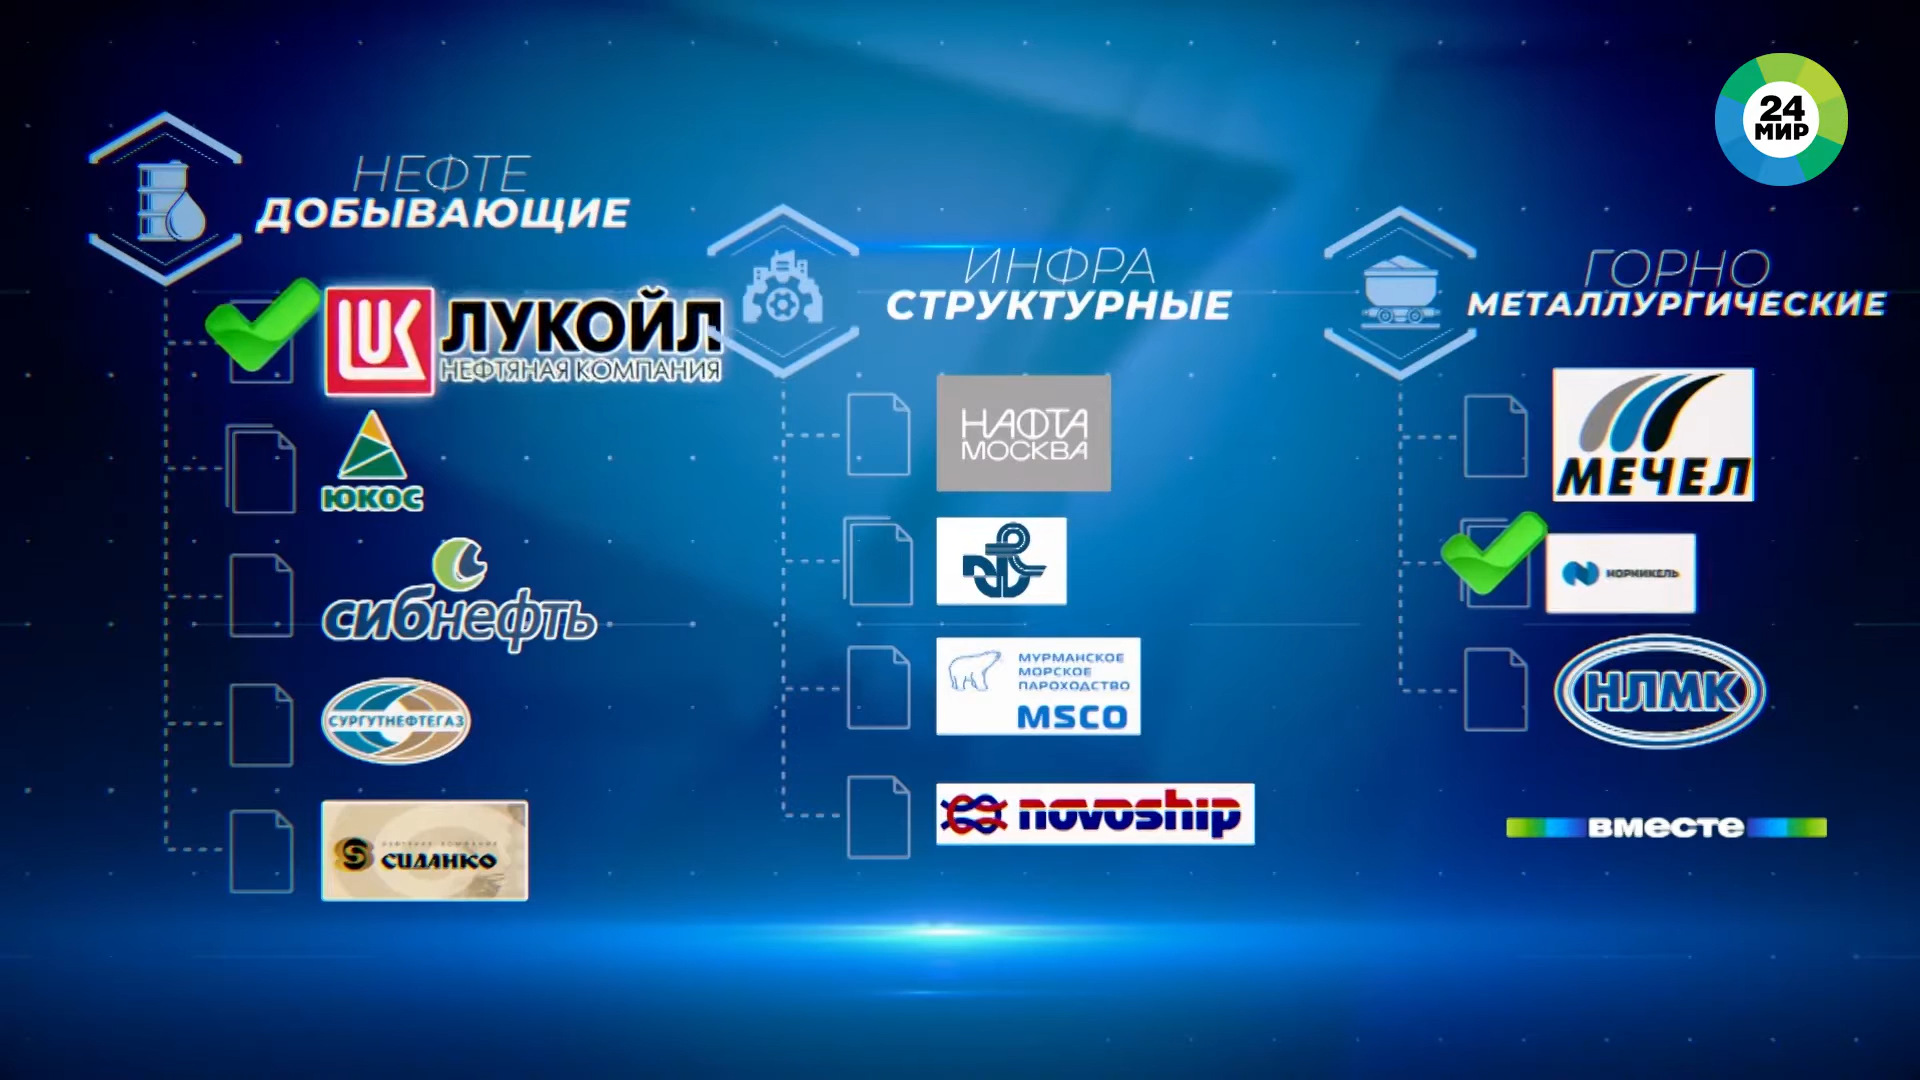 24
МИР
НЕФТЕ
ДОБЫВАЮЩИЕ
ЛУКОЙЛ
НЕФТЯНАЯ КОМПАНИЯ
ЮКОС
сибнефть
СУРГУТНЕФТЕГАЗ
СИДАНКО
ИНФРА
СТРУКТУРНЫЕ
НАФТА
МОСКВА
МУРМАНСКОЕ
МОРСКОЕ
ПАРОХОДСТВО
MSCO
novoship
ГОРНО
МЕТАЛЛУРГИЧЕСКИЕ
МЕЧЕЛ
НОРНИКЕЛЬ
НЛМК
ВМЕСТЕ